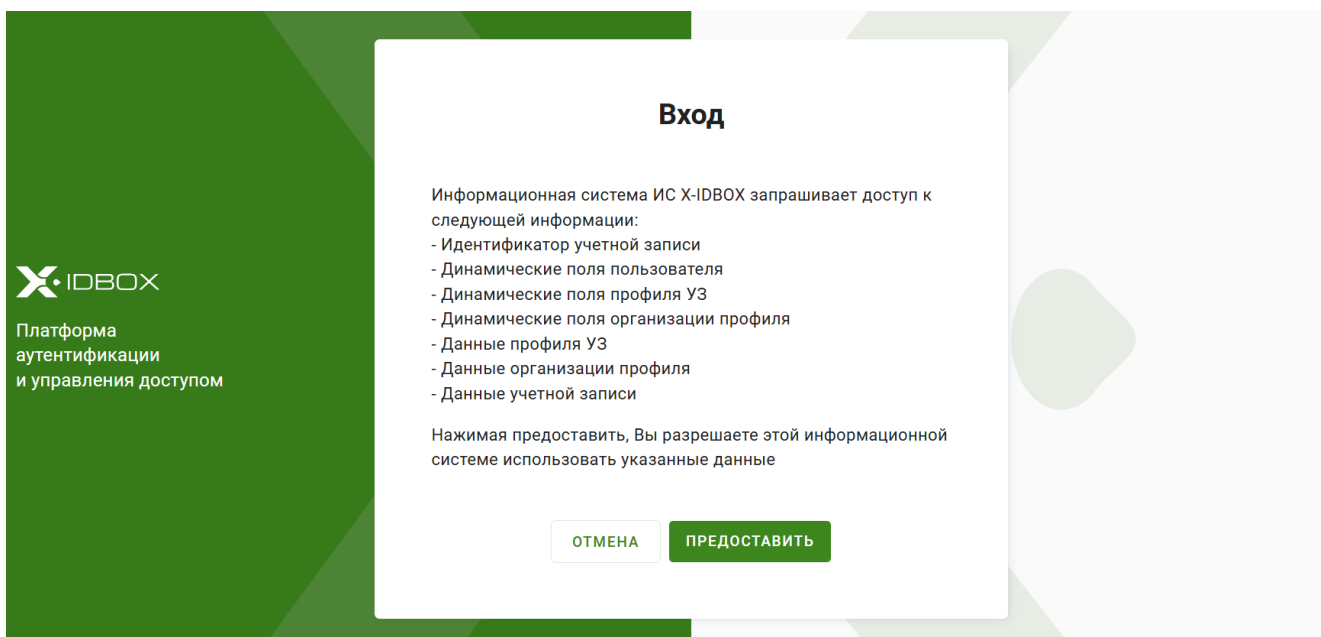 Вход
Информационная система ИС X-IDBOX запрашивает доступ к
следующей информации:
- Идентификатор учетной записи
- Динамические поля пользователя
- Динамические поля профиля УЗ
- Динамические поля организации профиля
- Данные профиля УЗ
- Данные организации профиля
- Данные учетной записи
Нажимая предоставить, Вы разрешаете этой информационной
системе использовать указанные данные
ОТМЕНА ПРЕДОСТАВИТЬ
X IDBOX
Платформа
аутентификации
и управления доступом